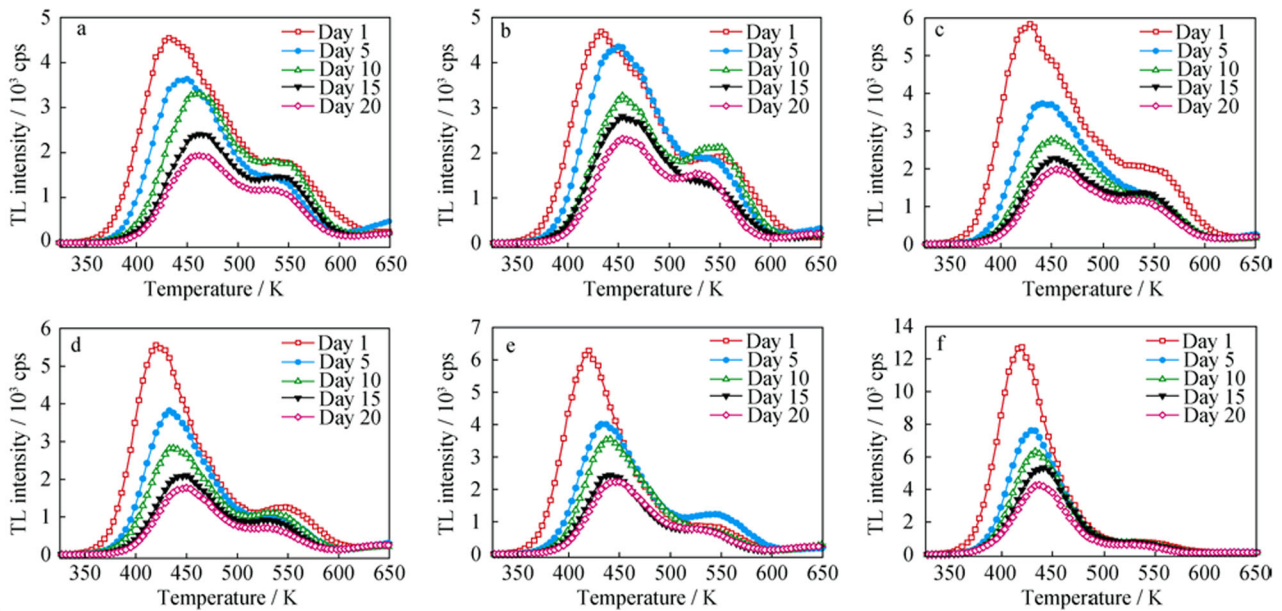 a
Day 1
Day 5
Day 10
Day 15
Day 20
5
4
3
2
1
0
TL intensity / 10³ cps
350 400 450 500 550 600 650
Temperature / K
b
Day 1
Day 5
Day 10
Day 15
Day 20
5
4
3
2
1
0
TL intensity / 10³ cps
350 400 450 500 550 600 650
Temperature / K
c
Day 1
Day 5
Day 10
Day 15
Day 20
6
5
4
3
2
1
0
TL intensity / 10³ cps
350 400 450 500 550 600 650
Temperature / K
d
Day 1
Day 5
Day 10
Day 15
Day 20
6
5
4
3
2
1
0
TL intensity / 10³ cps
350 400 450 500 550 600 650
Temperature / K
e
Day 1
Day 5
Day 10
Day 15
Day 20
7
6
5
4
3
2
1
0
TL intensity / 10³ cps
350 400 450 500 550 600 650
Temperature / K
f
Day 1
Day 5
Day 10
Day 15
Day 20
14
12
10
8
6
4
2
0
TL intensity / 10³ cps
350 400 450 500 550 600 650
Temperature / K